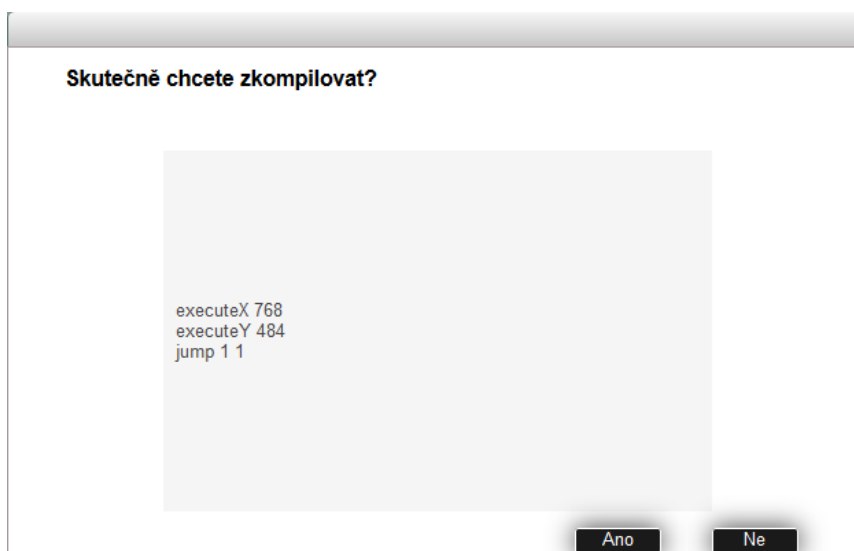 Skutečně chcete zkompilovat?
executeX 768
executeY 484
jump 1 1
Ano
Ne